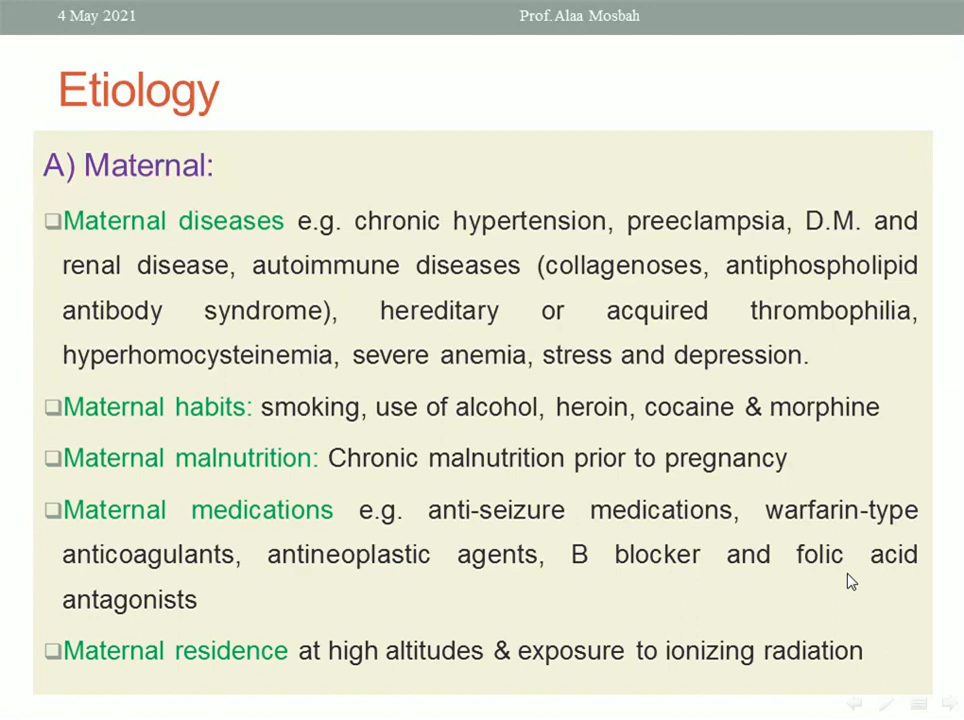 4 May 2021
Prof.Alaa Mosbah
Etiology
A) Maternal:
Maternal diseases e.g. chronic hypertension, preeclampsia, D.M. and
renal disease, autoimmune diseases (collagenoses, antiphospholipid
antibody syndrome), hereditary or acquired thrombophilia,
hyperhomocysteinemia, severe anemia, stress and depression.
Maternal habits: smoking, use of alcohol, heroin, cocaine & morphine
Maternal malnutrition: Chronic malnutrition prior to pregnancy
Maternal medications e.g. anti-seizure medications, warfarin-type
anticoagulants, antineoplastic agents, B blocker and folic acid
antagonists
Maternal residence at high altitudes & exposure to ionizing radiation